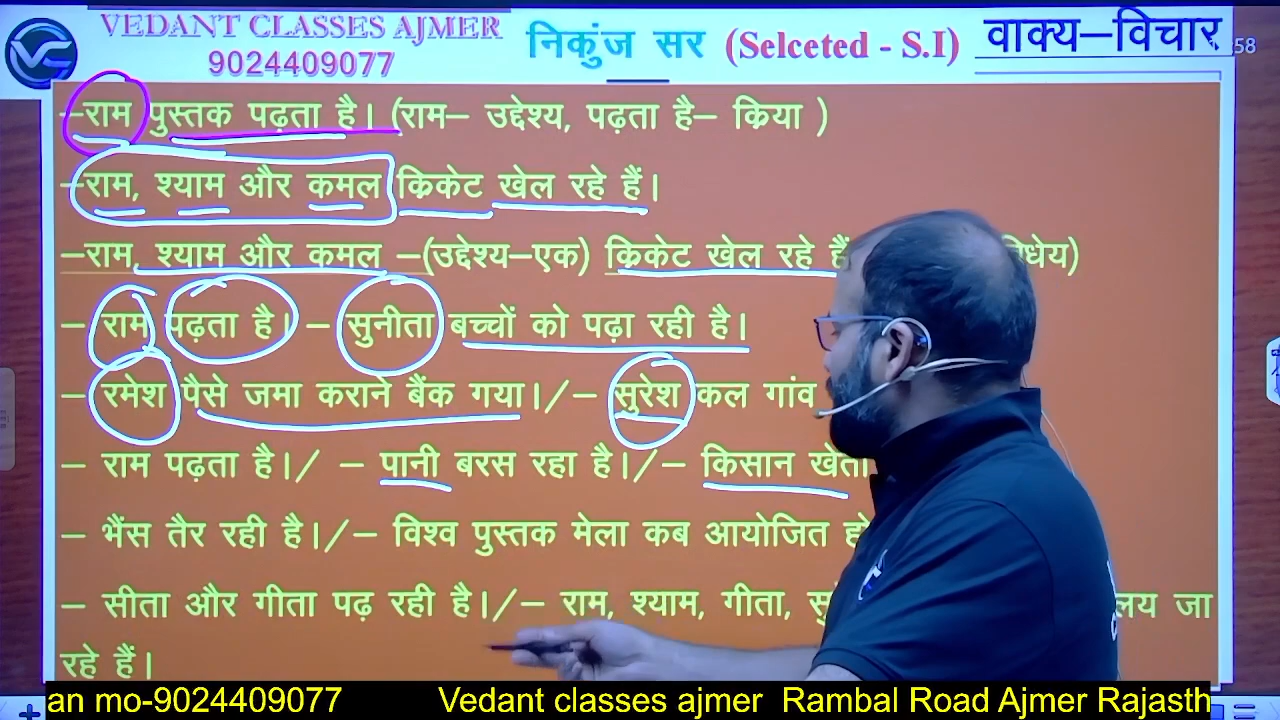 VEDANT CLASSES AJMER
9024409077
निकुंज सर (Selceted - S.I) वाक्य–विचार
58
–राम पुस्तक पढ़ता है। (राम– उद्देश्य, पढ़ता है– क्रिया )
–राम, श्याम और कमल क्रिकेट खेल रहे हैं।
–राम, श्याम और कमल –(उद्देश्य–एक) क्रिकेट खेल रहे
– राम पढ़ता है। – सुनीता बच्चों को पढ़ा रही है।
– रमेश पैसे जमा कराने बैंक गया।/– सुरेश कल गांव
– राम पढ़ता है।/ – पानी बरस रहा है।/– किसान
– भैंस तैर रही है।/– विश्व पुस्तक मेला कब आयोजित
– सीता और गीता पढ़ रही है।/– राम, श्याम, गीता, जा
रहे हैं।
an mo-9024409077 Vedant classes ajmer Rambal Road Ajmer Rajasth